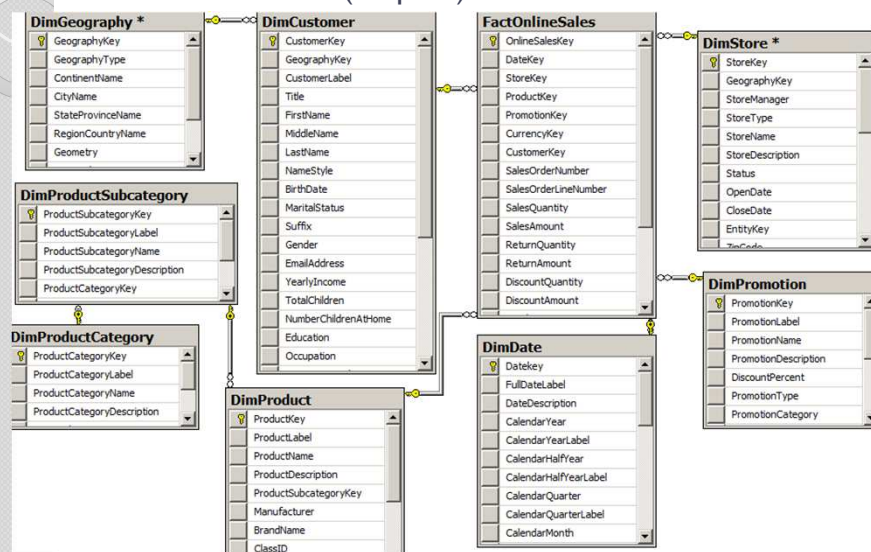 DimGeography *
GeographyKey
GeographyType
ContinentName
CityName
StateProvinceName
RegionCountryName
Geometry
DimCustomer
CustomerKey
GeographyKey
CustomerLabel
Title
FirstName
MiddleName
LastName
NameStyle
BirthDate
MaritalStatus
Suffix
Gender
EmailAddress
YearlyIncome
TotalChildren
NumberChildrenAtHome
Education
Occupation
FactOnlineSales
OnlineSalesKey
DateKey
StoreKey
ProductKey
PromotionKey
CurrencyKey
CustomerKey
SalesOrderNumber
SalesOrderLineNumber
SalesQuantity
SalesAmount
ReturnQuantity
ReturnAmount
DiscountQuantity
DiscountAmount
DimStore *
StoreKey
GeographyKey
StoreManager
StoreType
StoreName
StoreDescription
Status
OpenDate
CloseDate
EntityKey
ZipCode
DimProductSubcategory
ProductSubcategoryKey
ProductSubcategoryLabel
ProductSubcategoryName
ProductSubcategoryDescription
ProductCategoryKey
DimProductCategory
ProductCategoryKey
ProductCategoryLabel
ProductCategoryName
ProductCategoryDescription
DimProduct
ProductKey
ProductLabel
ProductName
ProductDescription
ProductSubcategoryKey
Manufacturer
BrandName
ClassID
DimDate
Datekey
FullDateLabel
DateDescription
CalendarYear
CalendarYearLabel
CalendarHalfYear
CalendarHalfYearLabel
CalendarQuarter
CalendarQuarterLabel
CalendarMonth
DimPromotion
PromotionKey
PromotionLabel
PromotionName
PromotionDescription
DiscountPercent
PromotionType
PromotionCategory